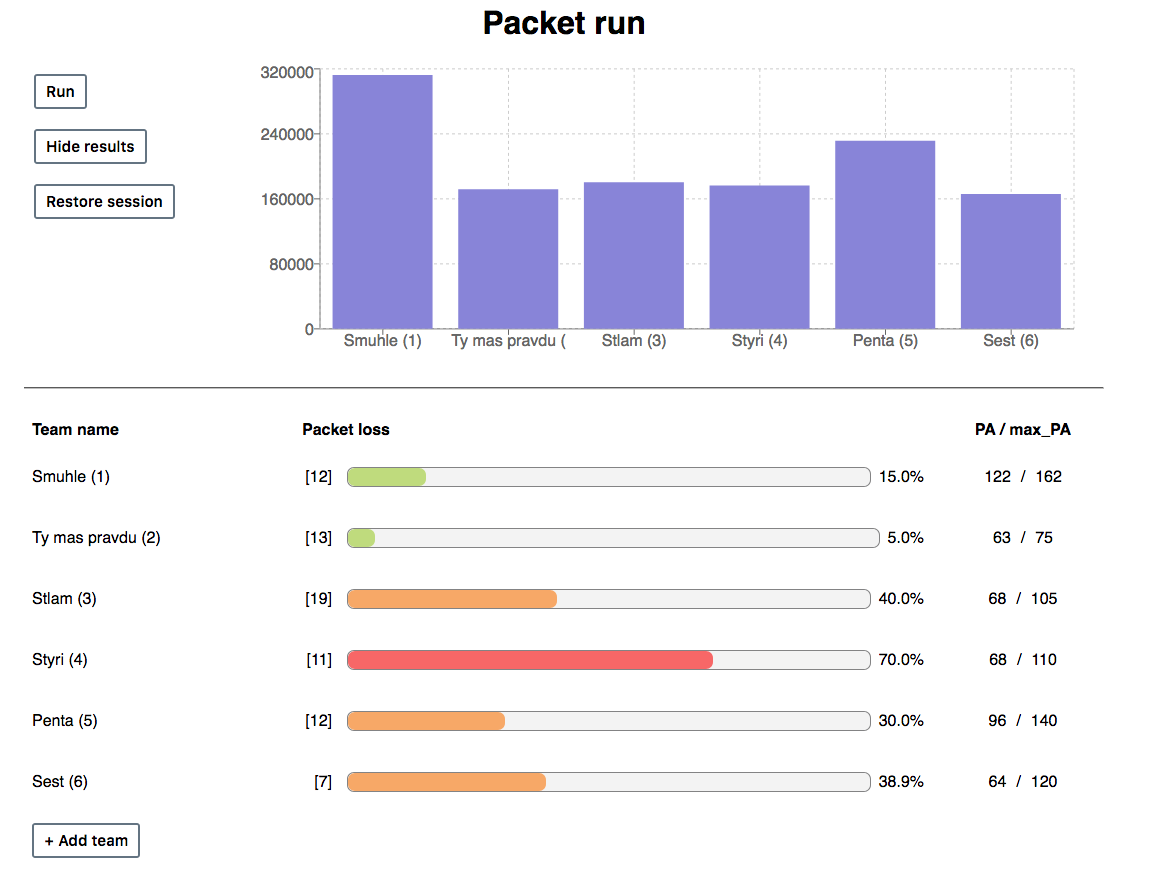 Packet run
Run
Hide results
Restore session
320000
240000
160000
80000
0
Smuhle (1) Ty mas pravdu ( Stlam (3) Styri (4) Penta (5) Sest (6)
Team name Packet loss PA / max_PA
Smuhle (1) [12] 15.0% 122 / 162
Ty mas pravdu (2) [13] 5.0% 63 / 75
Stlam (3) [19] 40.0% 68 / 105
Styri (4) [11] 70.0% 68 / 110
Penta (5) [12] 30.0% 96 / 140
Sest (6) [7] 38.9% 64 / 120
+ Add team